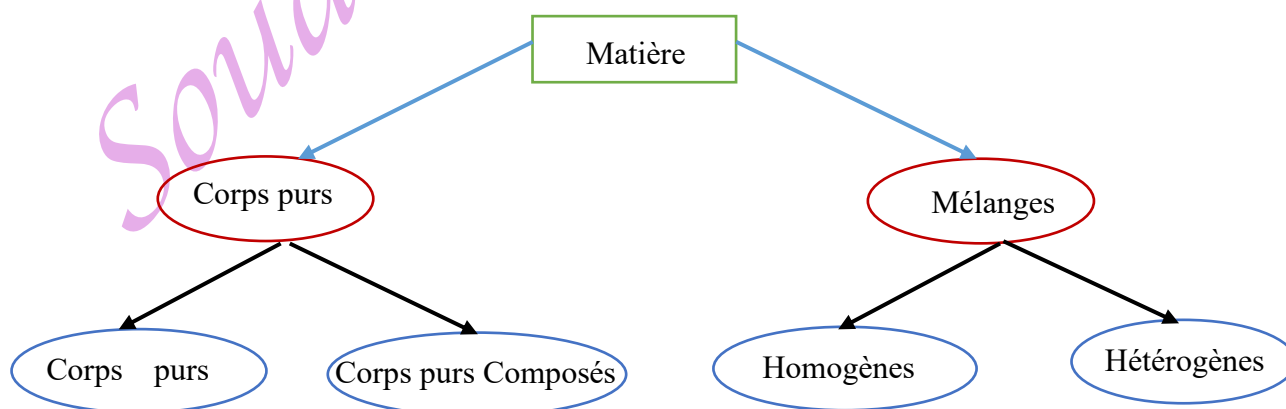 Matière
Corps purs
Mélanges
Corps purs
Corps purs Composés
Homogènes
Hétérogènes